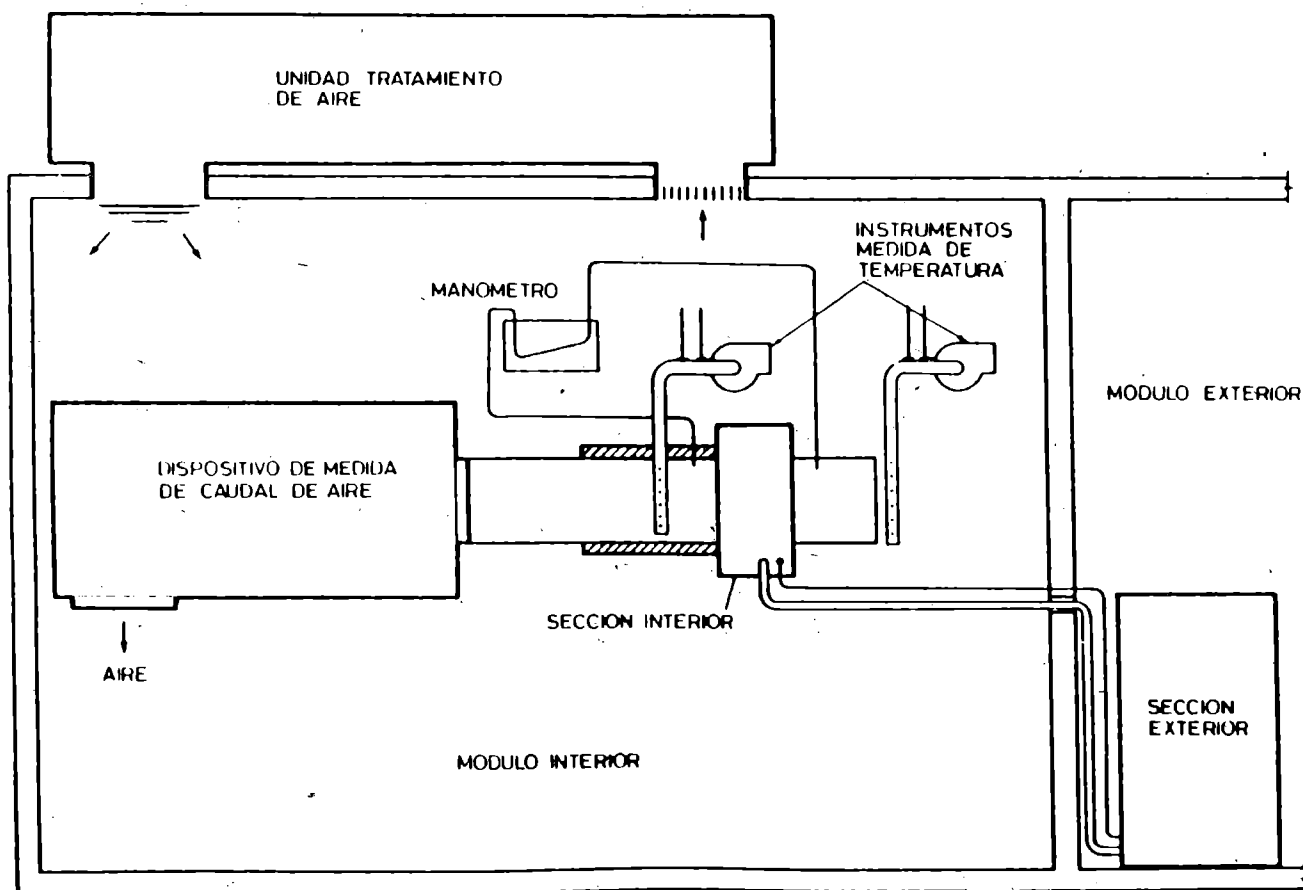 UNIDAD TRATAMIENTO
DE AIRE
INSTRUMENTOS
MEDIDA DE
TEMPERATURA
MANOMETRO
MODULO EXTERIOR
DISPOSITIVO DE MEDIDA
DE CAUDAL DE AIRE
SECCION INTERIOR
AIRE
SECCION
EXTERIOR
MODULO INTERIOR